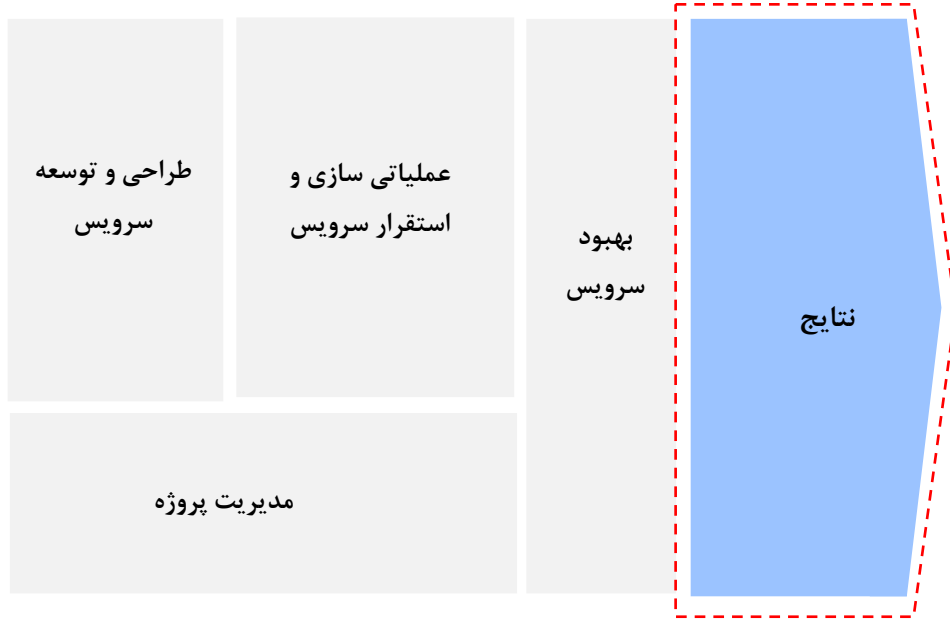 طراحی و توسعه
سرویس
عملیاتی سازی و
استقرار سرویس
بهبود
سرویس
نتایج
مدیریت پروژه